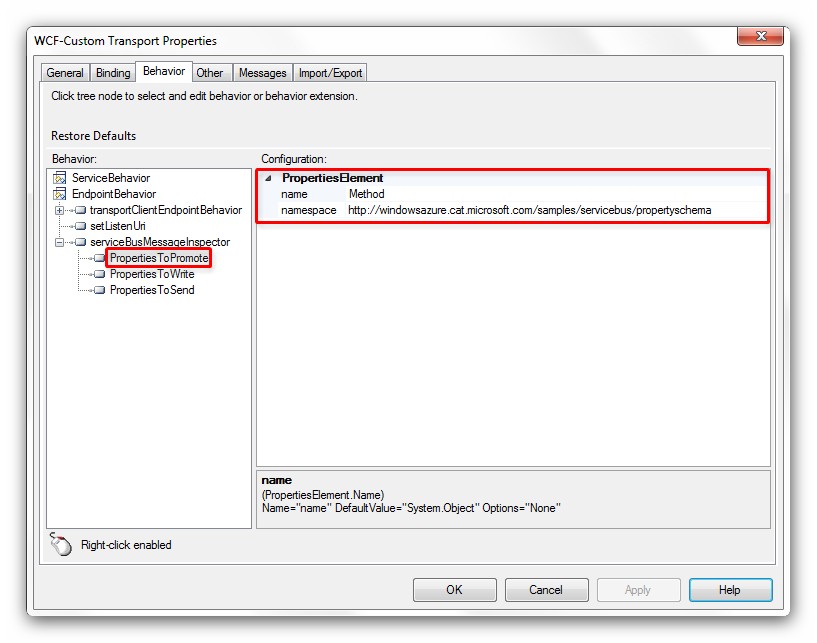 WCF-Custom Transport Properties
General Binding Behavior Other Messages Import/Export
Click tree node to select and edit behavior or behavior extension.
Restore Defaults
Behavior:
ServiceBehavior
EndpointBehavior
transportClientEndpointBehavior
setListenUri
serviceBusMessageInspector
PropertiesToPromote
PropertiesToWrite
PropertiesToSend
Configuration:
PropertiesElement
name Method
namespace http://windowsazure.cat.microsoft.com/samples/servicebus/propertyschema
name
(PropertiesElement.Name)
Name="name" DefaultValue="System.Object" Options="None"
Right-click enabled
OK Cancel Apply Help